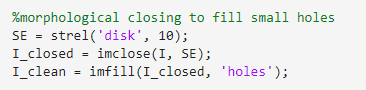 %morphological closing to fill small holes
SE = strel('disk', 10);
I_closed = imclose(I, SE);
I_clean = imfill(I_closed, 'holes');